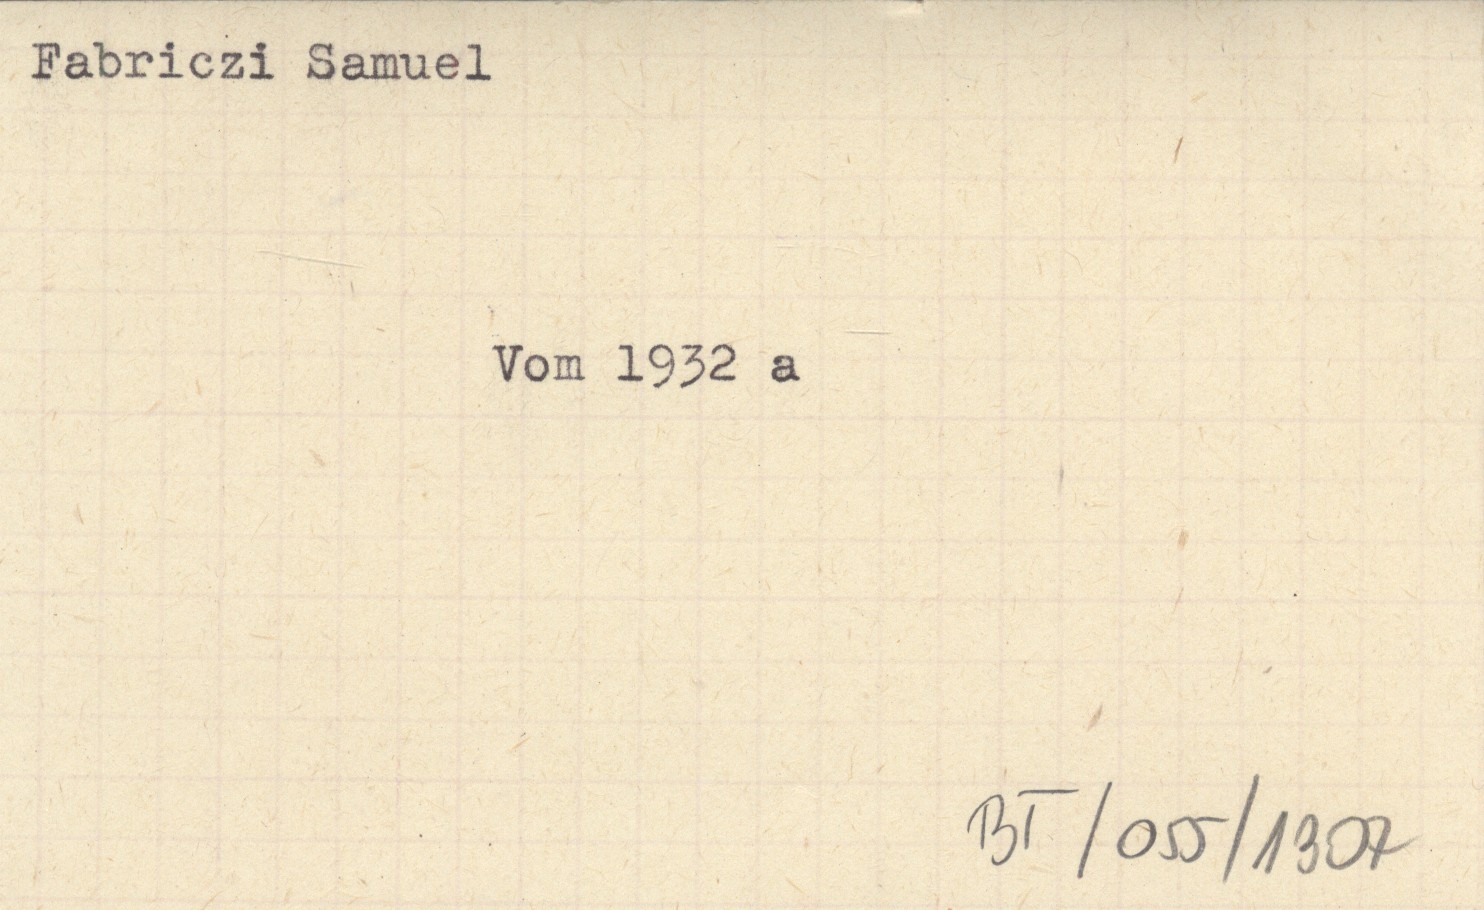 Fabriczi Samuel
Vom 1932 a
BT/055/1307